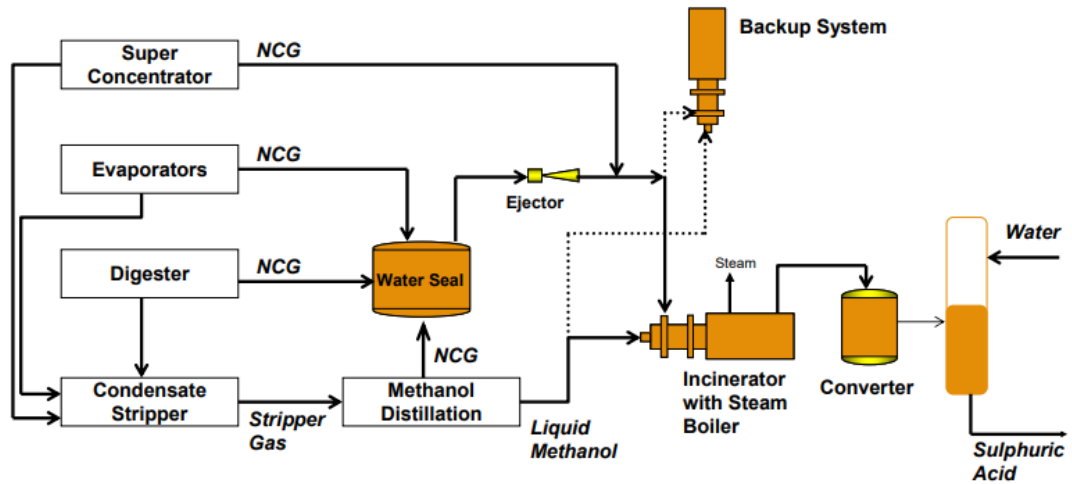 Backup System
NCG
Super
Concentrator
NCG
Evaporators
Ejector
NCG
Digester
Water Seal
Water
Steam
NCG
Condensate
Stripper
Methanol
Distillation
Incinerator
with Steam
Boiler
Converter
Stripper
Gas
Liquid
Methanol
Sulphuric
Acid